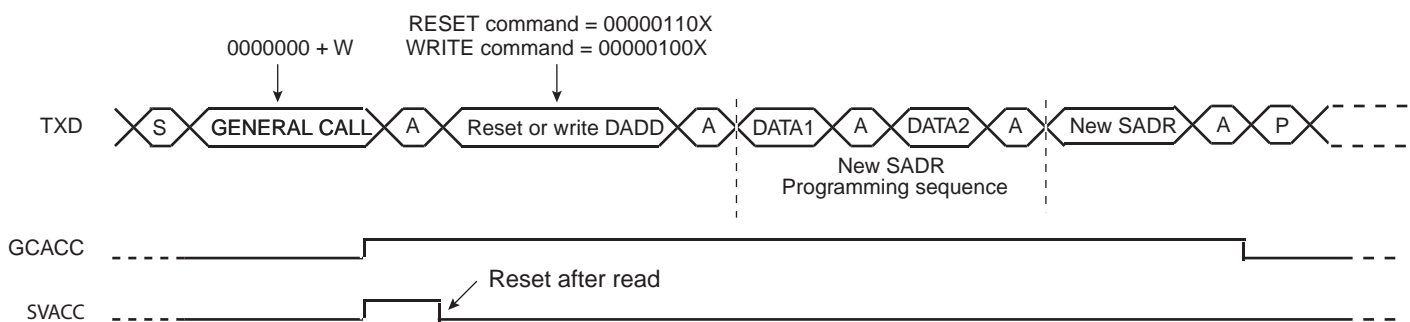 RESET command = 00000110X
0000000 + W
WRITE command = 00000100X
TXD
S
GENERAL CALL
A
Reset or write DADD
A
DATA1
A
DATA2
A
New SADR
A
P
New SADR
Programming sequence
GCACC
Reset after read
SVACC